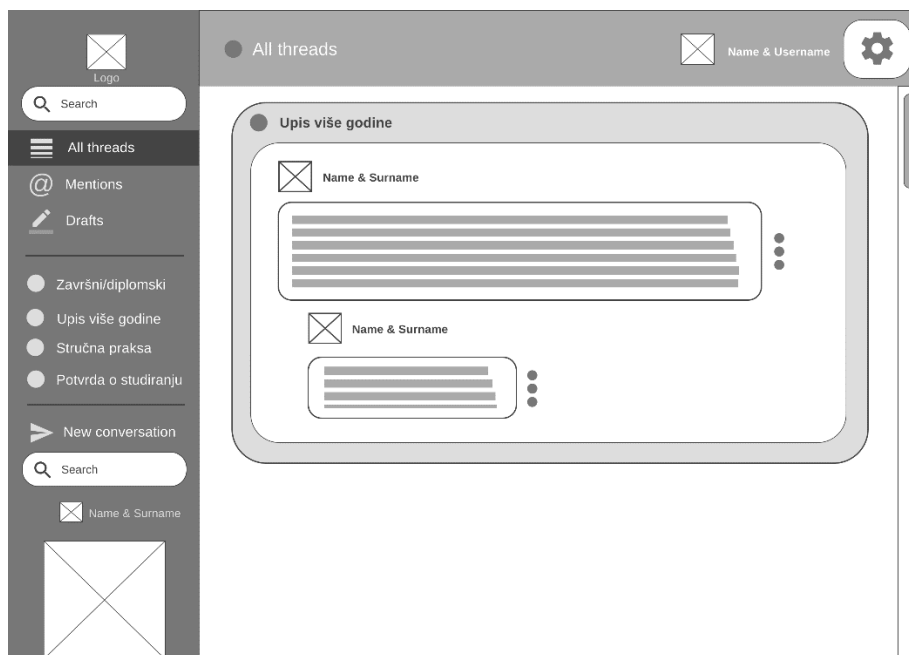 Logo
Search
All threads
@ Mentions
Drafts
Završni/diplomski
Upis više godine
Stručna praksa
Potvrda o studiranju
New conversation
Search
Name & Surname
All threads
Name & Username
Upis više godine
Name & Surname
Name & Surname